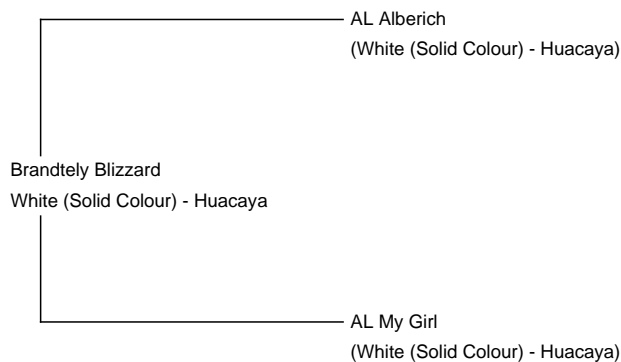 AL Alberich
(White (Solid Colour) - Huacaya)
Brandtely Blizzard
White (Solid Colour) - Huacaya
AL My Girl
(White (Solid Colour) - Huacaya)